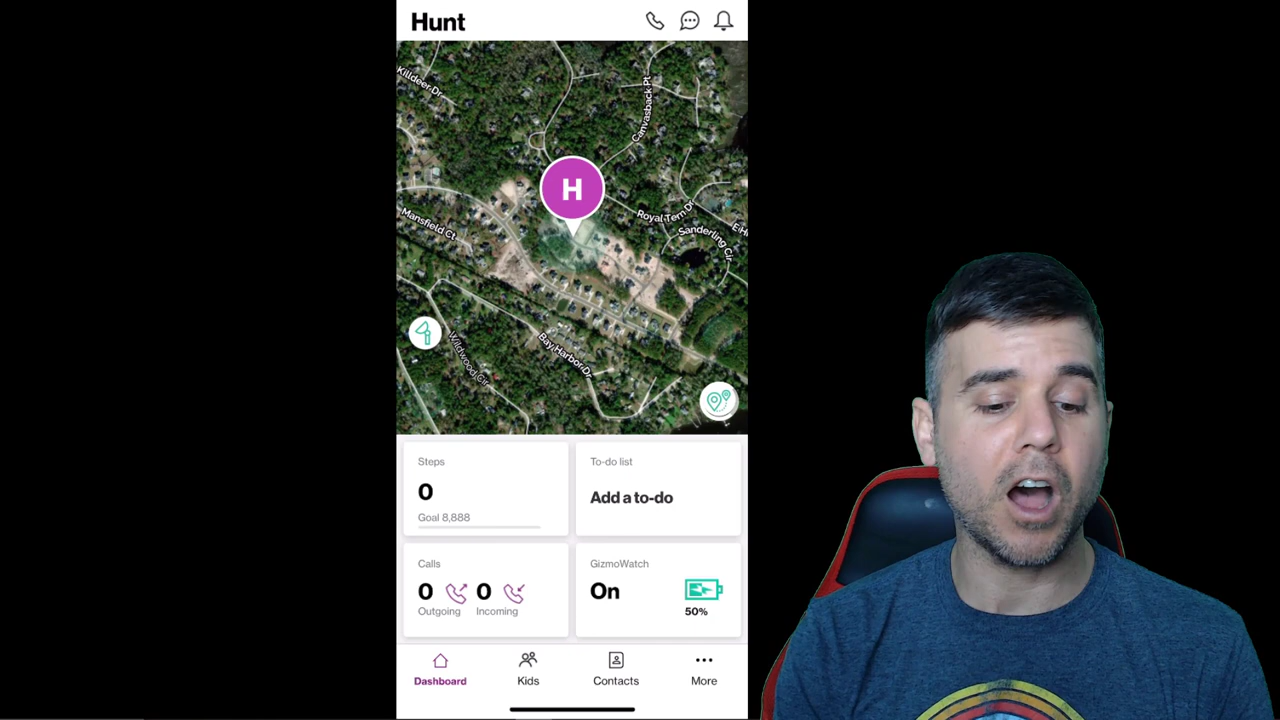 Hunt
Killdeer Dr
Canvasback Pt
H
Royal Tern Dr
Sanderling Cir
E H
Mansfield Ct
Wildwood Cir
Bay Harbor Dr
Steps
0
Goal 8,888
To-do list
Add a to-do
Calls
0 0
Outgoing Incoming
GizmoWatch
On
50%
Dashboard Kids Contacts More